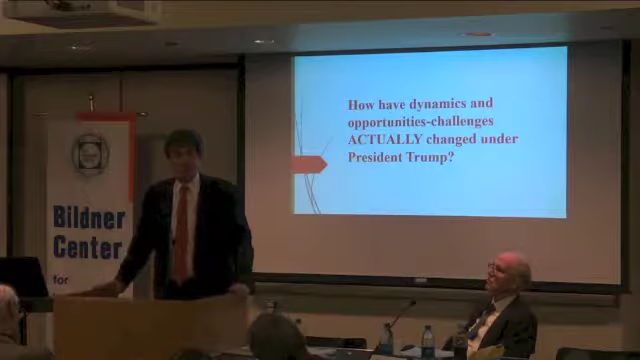 How have dynamics and
opportunities-challenges
ACTUALLY changed under
President Trump?
Bildner
Center
for